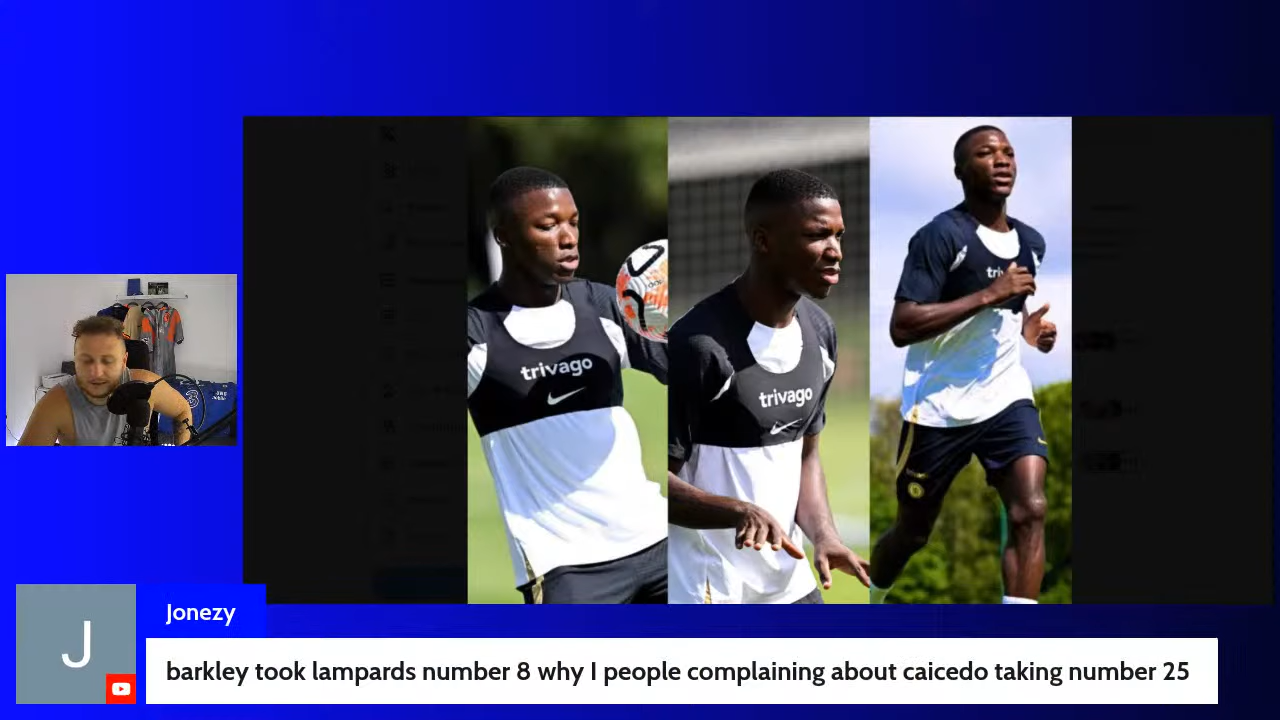 trivago
trivago
Jonezy
J
barkley took lampards number 8 why I people complaining about caicedo taking number 25